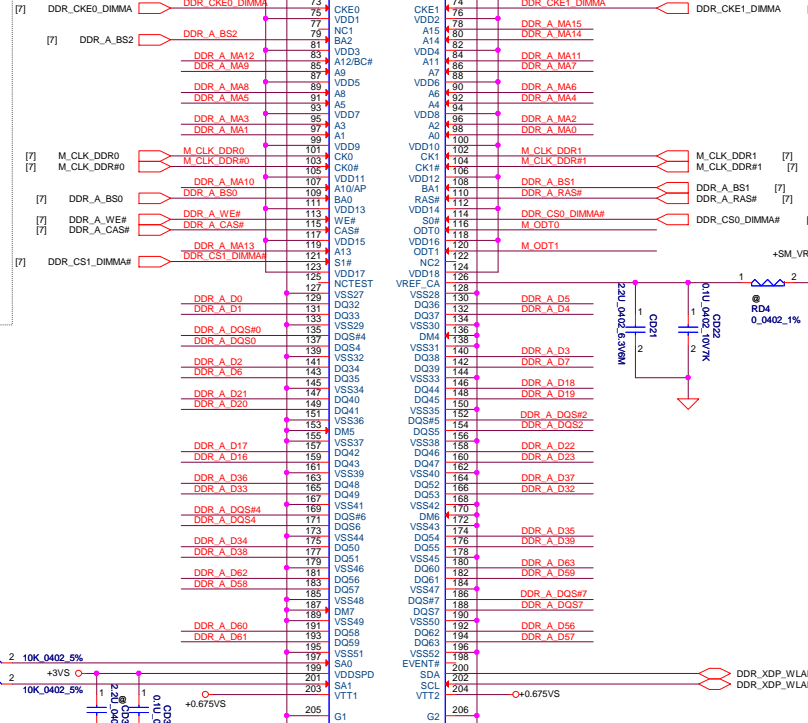 73 DDR_CKE0_DIMMA CKE0 CKE1 74 DDR_CKE1_DIMMA
[7] DDR_CKE0_DIMMA 75 VDD1 VDD2 76 DDR_CKE1_DIMMA
77 NC1 A15 78 DDR_A_MA15
[7] DDR_A_BS2 DDR_A_BS2 79 BA2 A14 80 DDR_A_MA14
81 VDD3 VDD4 82
DDR_A_MA12 83 A12/BC# A11 84 DDR_A_MA11
DDR_A_MA9 85 A9 A7 86 DDR_A_MA7
87 VDD5 VDD6 88
DDR_A_MA8 89 A8 A6 90 DDR_A_MA6
DDR_A_MA5 91 A5 A4 92 DDR_A_MA4
93 VDD7 VDD8 94
DDR_A_MA3 95 A3 A2 96 DDR_A_MA2
DDR_A_MA1 97 A1 A0 98 DDR_A_MA0
99 VDD9 VDD10 100
[7] M_CLK_DDR0 M_CLK_DDR0 101 CK0 CK1 102 M_CLK_DDR1 M_CLK_DDR1 [7]
[7] M_CLK_DDR#0 M_CLK_DDR#0 103 CK0# CK1# 104 M_CLK_DDR#1 M_CLK_DDR#1 [7]
105 VDD11 VDD12 106
DDR_A_MA10 107 A10/AP BA1 108 DDR_A_BS1 DDR_A_BS1 [7]
[7] DDR_A_BS0 DDR_A_BS0 109 BA0 RAS# 110 DDR_A_RAS# DDR_A_RAS# [7]
111 VDD13 VDD14 112
[7] DDR_A_WE# DDR_A_WE# 113 WE# S0# 114 DDR_CS0_DIMMA# DDR_CS0_DIMMA#
[7] DDR_A_CAS# DDR_A_CAS# 115 CAS# ODT0 116 M_ODT0
117 VDD15 VDD16 118
DDR_A_MA13 119 A13 ODT1 120 M_ODT1
[7] DDR_CS1_DIMMA# DDR_CS1_DIMMA# 121 S1# NC2 122 +SM_VR
123 VDD17 VDD18 124
125 NCTEST VREF_CA 126 1 2
127 VSS27 VSS28 128
DDR_A_D0 129 DQ32 DQ36 130 DDR_A_D5
DDR_A_D1 131 DQ33 DQ37 132 DDR_A_D4
133 VSS29 VSS30 134
DDR_A_DQS#0 135 DQS#4 DM4 136
DDR_A_DQS0 137 DQS4 VSS31 138
139 VSS32 DQ38 140 DDR_A_D3
DDR_A_D2 141 DQ34 DQ39 142 DDR_A_D7
DDR_A_D6 143 DQ35 VSS33 144
145 VSS34 DQ44 146 DDR_A_D18
DDR_A_D21 147 DQ40 DQ45 148 DDR_A_D19
DDR_A_D20 149 DQ41 VSS35 150
151 VSS36 DQS#5 152 DDR_A_DQS#2
153 DM5 DQS5 154 DDR_A_DQS2
155 VSS37 VSS38 156
DDR_A_D17 157 DQ42 DQ46 158 DDR_A_D22
DDR_A_D16 159 DQ43 DQ47 160 DDR_A_D23
161 VSS39 VSS40 162
DDR_A_D36 163 DQ48 DQ52 164 DDR_A_D37
DDR_A_D33 165 DQ49 DQ53 166 DDR_A_D32
167 VSS41 VSS42 168
DDR_A_DQS#4 169 DQS#6 DM6 170
DDR_A_DQS4 171 DQS6 VSS43 172
173 VSS44 DQ54 174 DDR_A_D35
DDR_A_D34 175 DQ50 DQ55 176 DDR_A_D39
DDR_A_D38 177 DQ51 VSS45 178
179 VSS46 DQ60 180 DDR_A_D63
DDR_A_D62 181 DQ56 DQ61 182 DDR_A_D59
DDR_A_D58 183 DQ57 VSS47 184
185 VSS48 DQS#7 186 DDR_A_DQS#7
187 DM7 DQS7 188 DDR_A_DQS7
189 VSS49 VSS50 190
DDR_A_D60 191 DQ58 DQ62 192 DDR_A_D56
DDR_A_D61 193 DQ59 DQ63 194 DDR_A_D57
195 VSS51 VSS52 196
2 10K_0402_5% 197 SA0 EVENT# 198
+3VS 199 VDDSPD SDA 200 DDR_XDP_WLA
2 10K_0402_5% 201 SA1 SCL 202 DDR_XDP_WLA
+0.675VS 203 VTT1 VTT2 204 +0.675VS
205 G1 G2 206
@
RD4
0_0402_1%
1
2
CD21
2.2U_0402_6.3V6M
1
2
CD22
0.1U_0402_10V7K
1
1